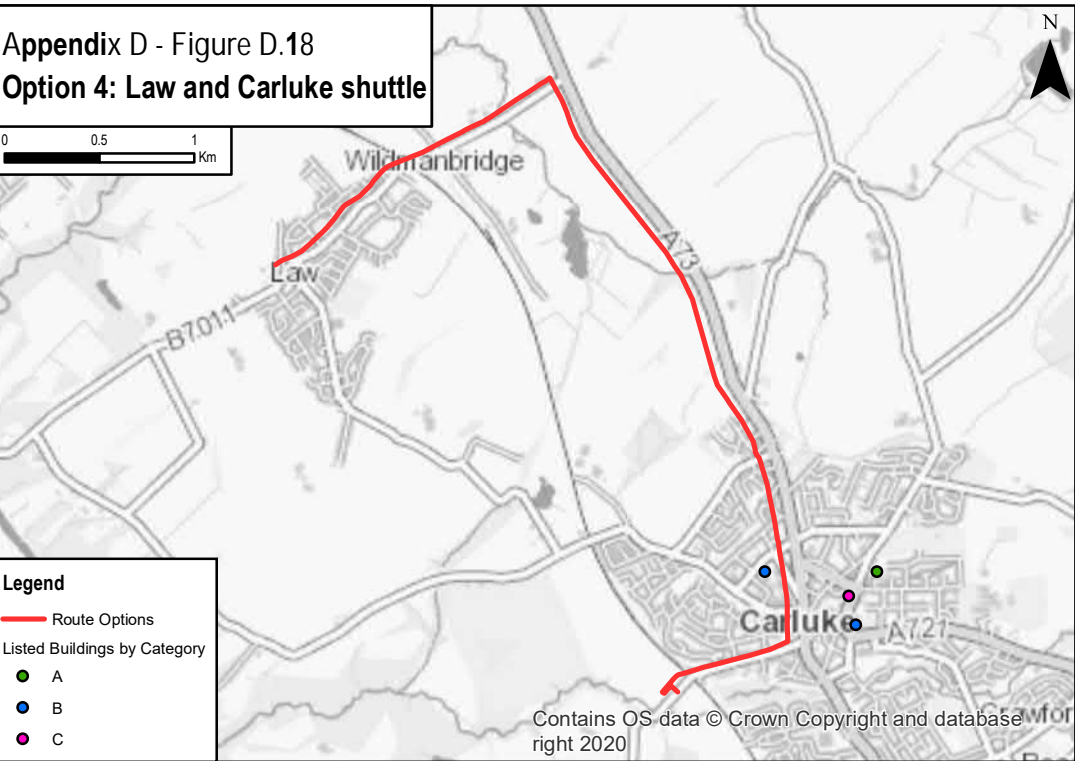 Appendix D - Figure D.18
Option 4: Law and Carluke shuttle
N
0 0.5 1
Km
Wildmanbridge
Law
B7011
A73
Carluke
A721
Legend
Route Options
Listed Buildings by Category
A
B
C
Contains OS data © Crown Copyright and database
right 2020